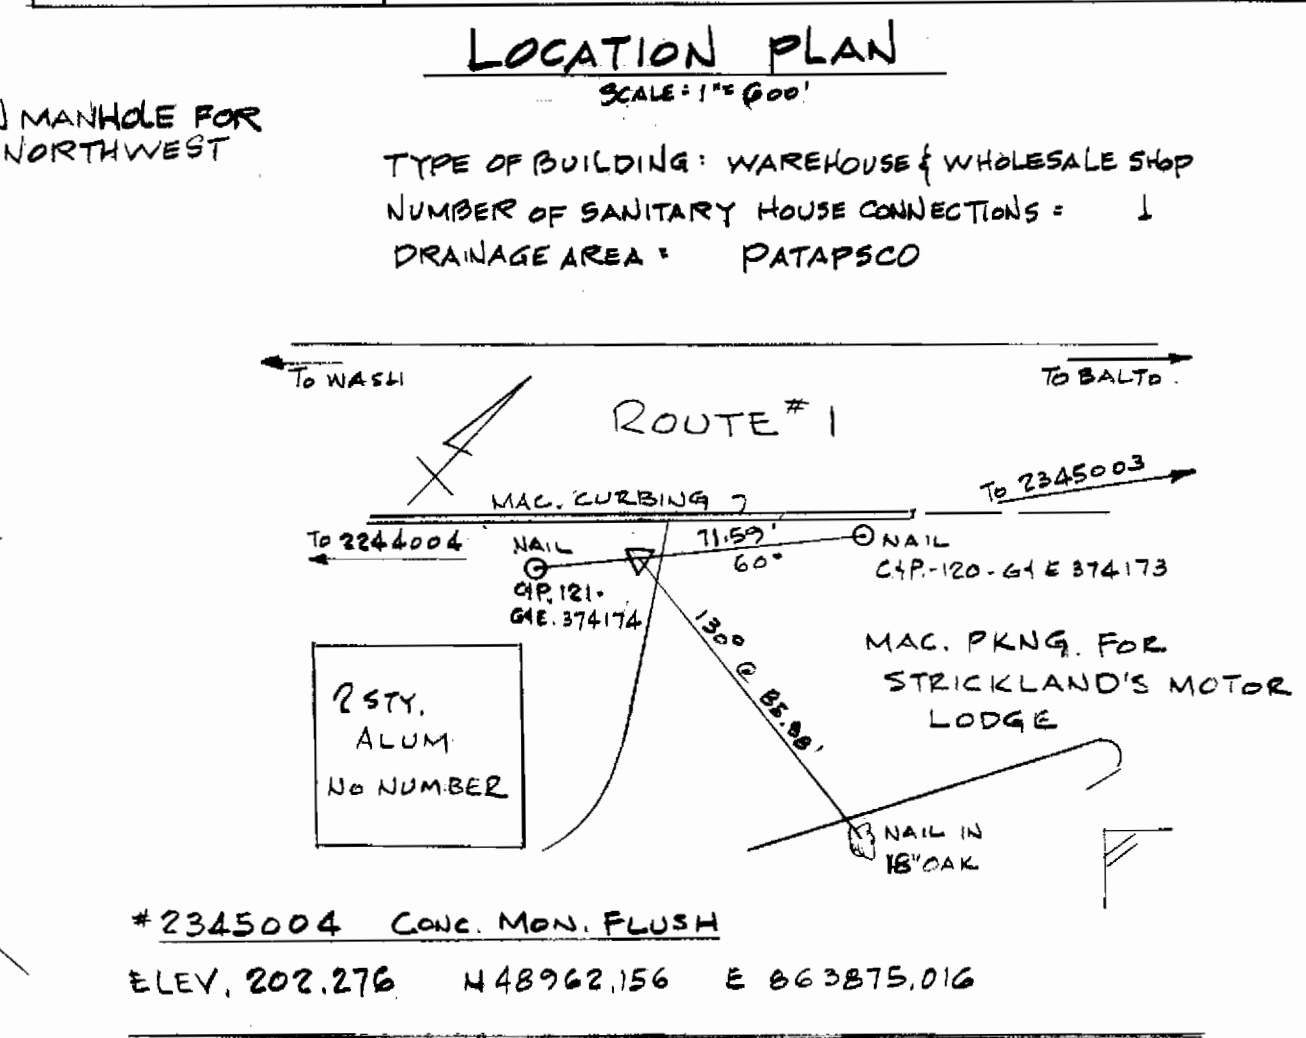 LOCATION PLAN
SCALE: 1"= 600'
MANHOLE FOR
NORTHWEST
TYPE OF BUILDING: WAREHOUSE & WHOLESALE SHOP
NUMBER OF SANITARY HOUSE CONNECTIONS = 1
DRAINAGE AREA = PATAPSCO
TO WASH
TO BALTO.
ROUTE #1
TO 2345003
MAC. CURBING
TO 2244004
NAIL
C&P. 121-
G&E. 374174
71.59'
60°
NAIL
C&P.-120-G&E 374173
130° @ 85.88'
MAC. PKNG. FOR
STRICKLAND'S MOTOR
LODGE
2 STY.
ALUM
NO NUMBER
NAIL IN
18" OAK
#2345004 CONC. MON. FLUSH
ELEV. 202.276 N 48962.156 E 863875.016